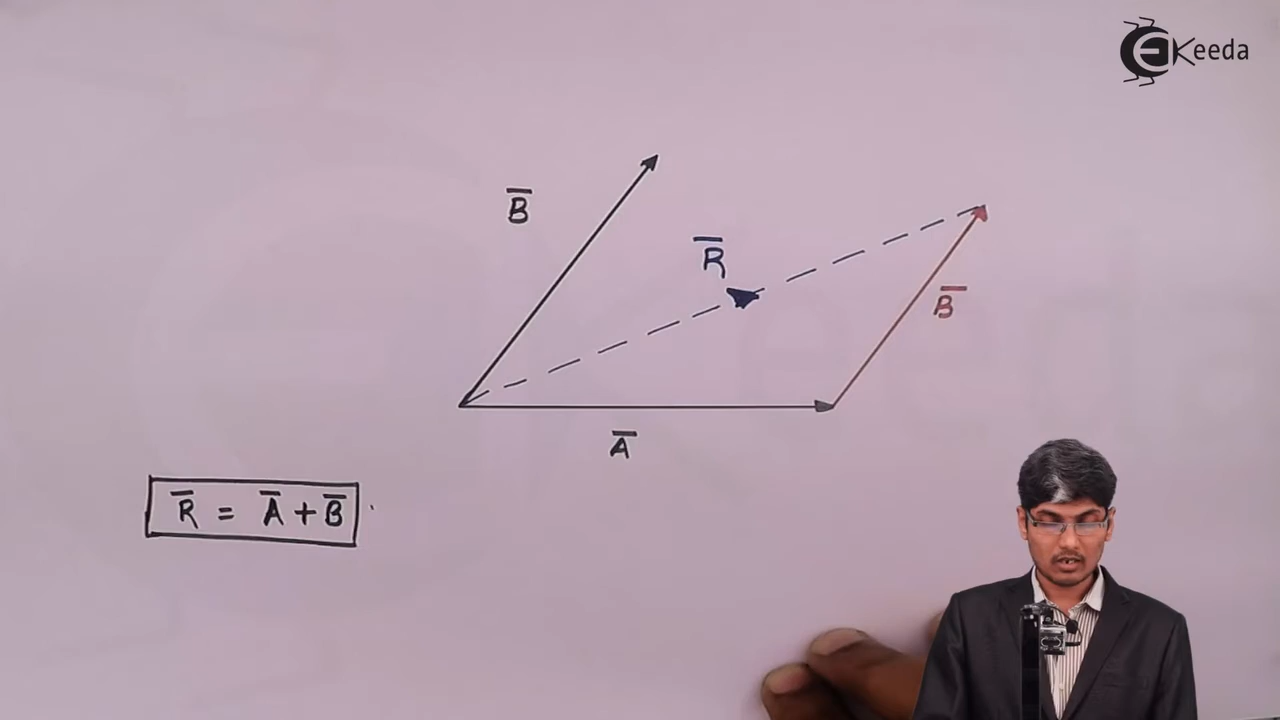 EKeeda
B̅
R̅
B̅
A̅
R̅ = A̅ + B̅